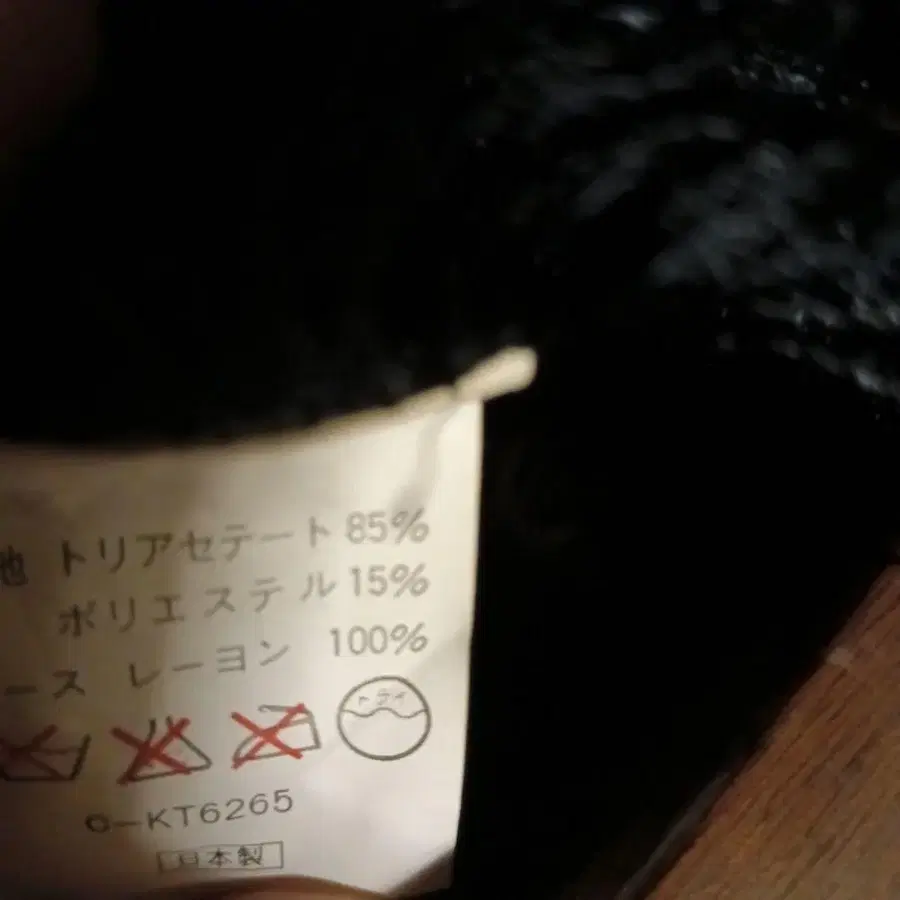 地 トリアセテート 85%
ポリエステル 15%
ース レーヨン 100%
ドライ
6-KT6265
日本製